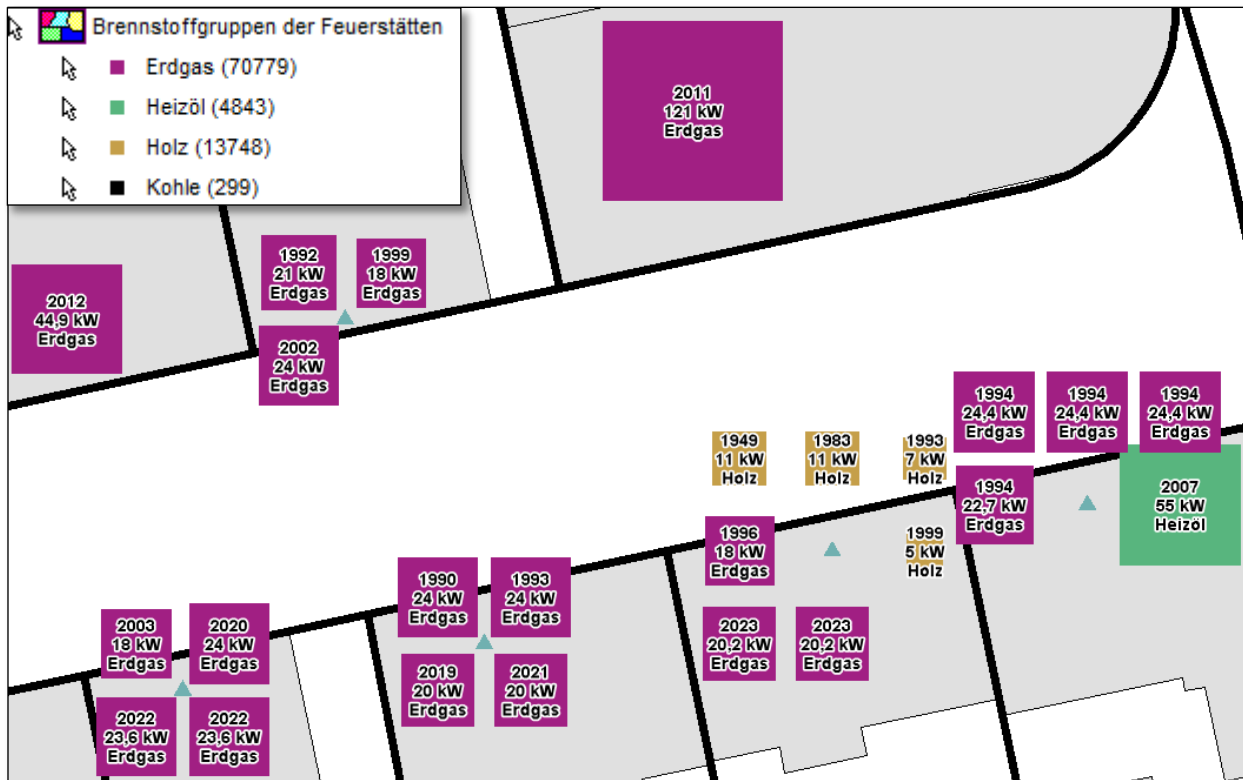 Brennstoffgruppen der Feuerstätten
Erdgas (70779)
Heizöl (4843)
Holz (13748)
Kohle (299)
2011
121 kW
Erdgas
1992
21 kW
Erdgas
1999
18 kW
Erdgas
2012
44,9 kW
Erdgas
2002
24 kW
Erdgas
1994
24,4 kW
Erdgas
1994
24,4 kW
Erdgas
1994
24,4 kW
Erdgas
1949
11 kW
Holz
1983
11 kW
Holz
1993
7 kW
Holz
1994
22,7 kW
Erdgas
2007
55 kW
Heizöl
1996
18 kW
Erdgas
1999
5 kW
Holz
1990
24 kW
Erdgas
1993
24 kW
Erdgas
2003
18 kW
Erdgas
2020
24 kW
Erdgas
2023
20,2 kW
Erdgas
2023
20,2 kW
Erdgas
2019
20 kW
Erdgas
2021
20 kW
Erdgas
2022
23,6 kW
Erdgas
2022
23,6 kW
Erdgas